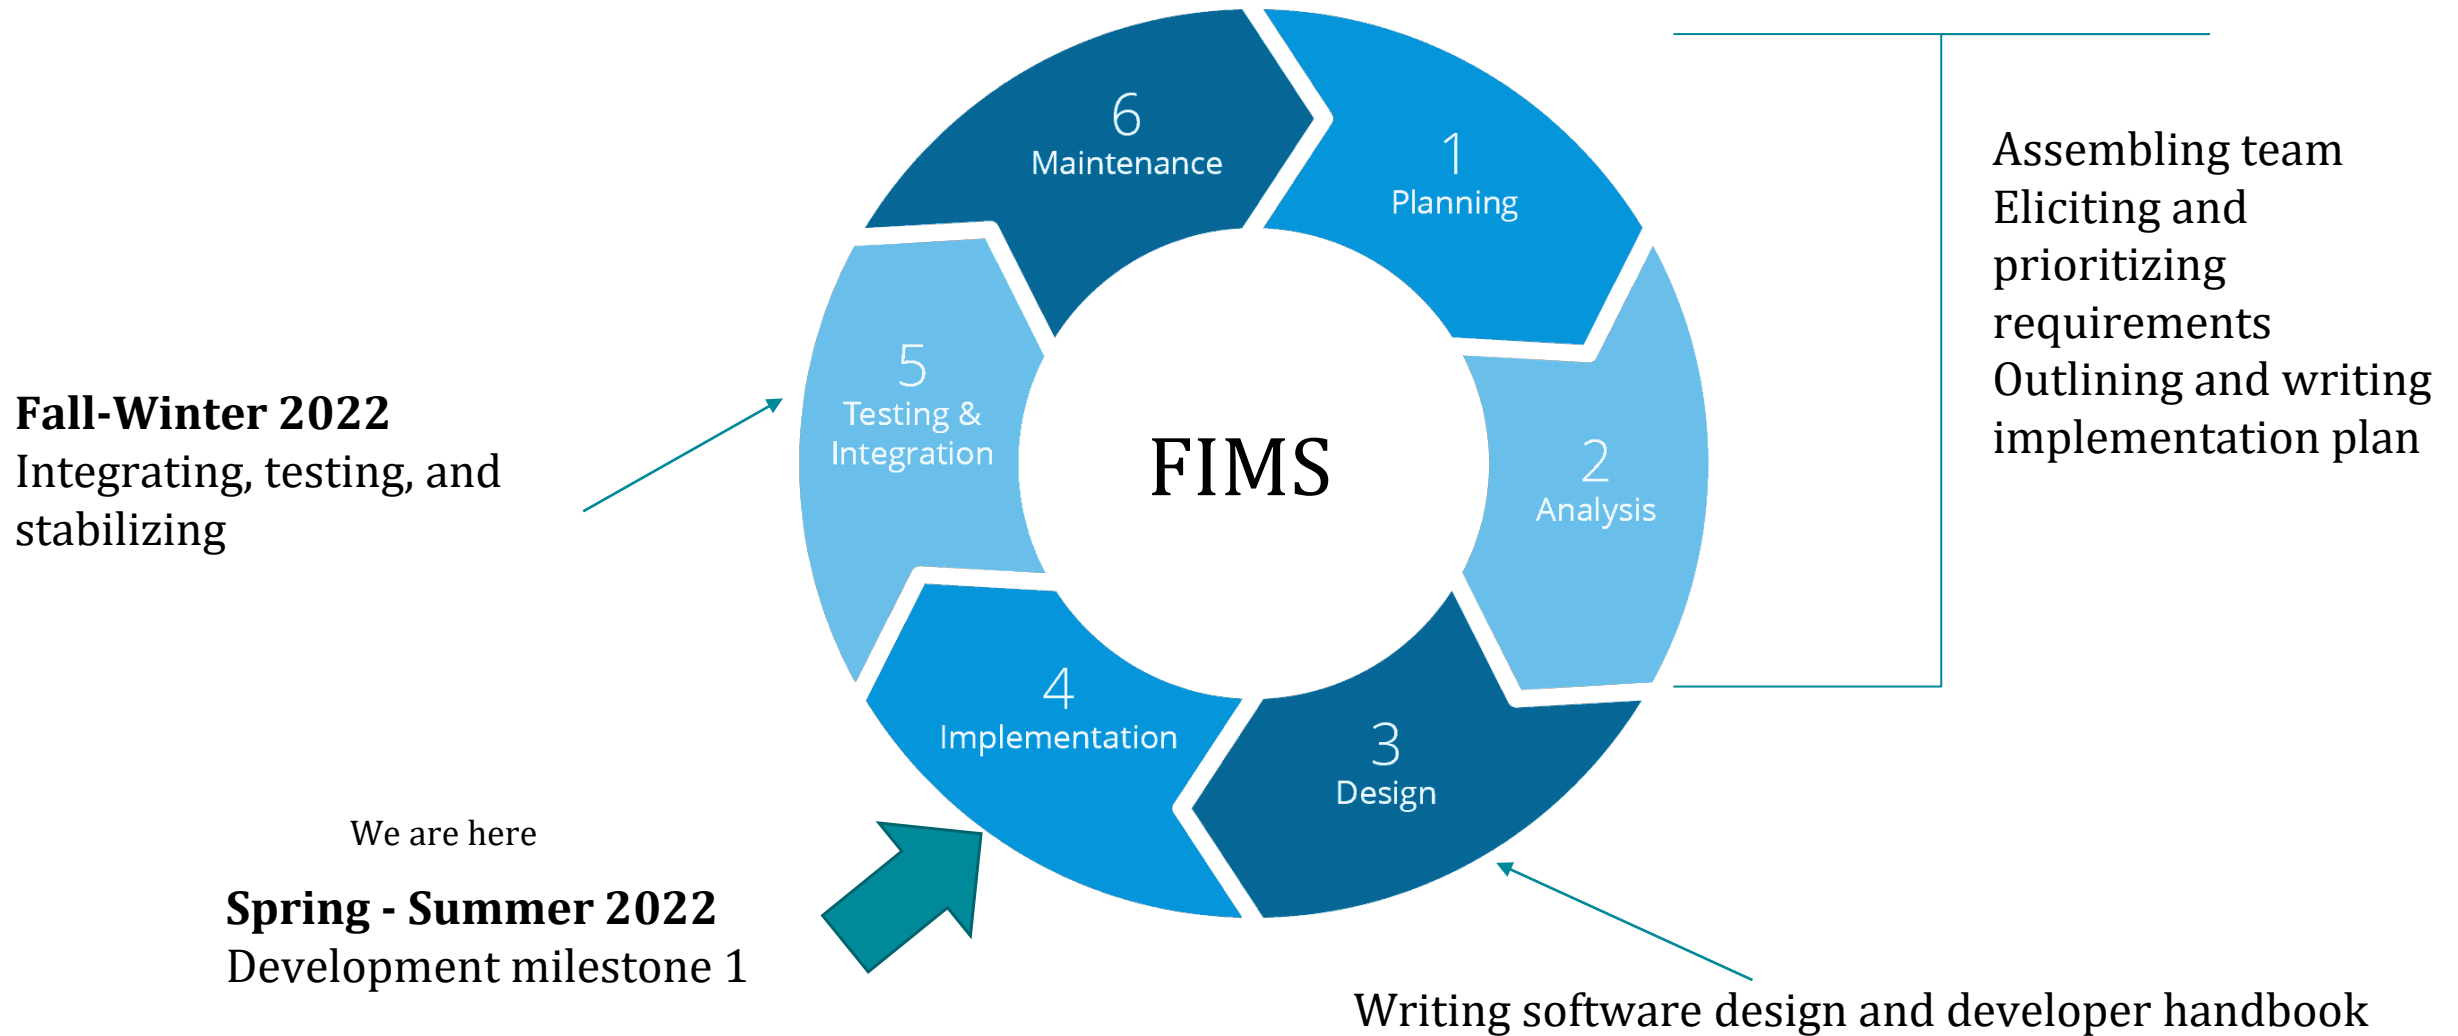 6
Maintenance
1
Planning
Assembling team
Eliciting and
prioritizing
requirements
Outlining and writing
implementation plan
5
Testing &
Integration
Fall-Winter 2022
Integrating, testing, and
stabilizing
FIMS
2
Analysis
4
Implementation
3
Design
We are here
Spring - Summer 2022
Development milestone 1
Writing software design and developer handbook